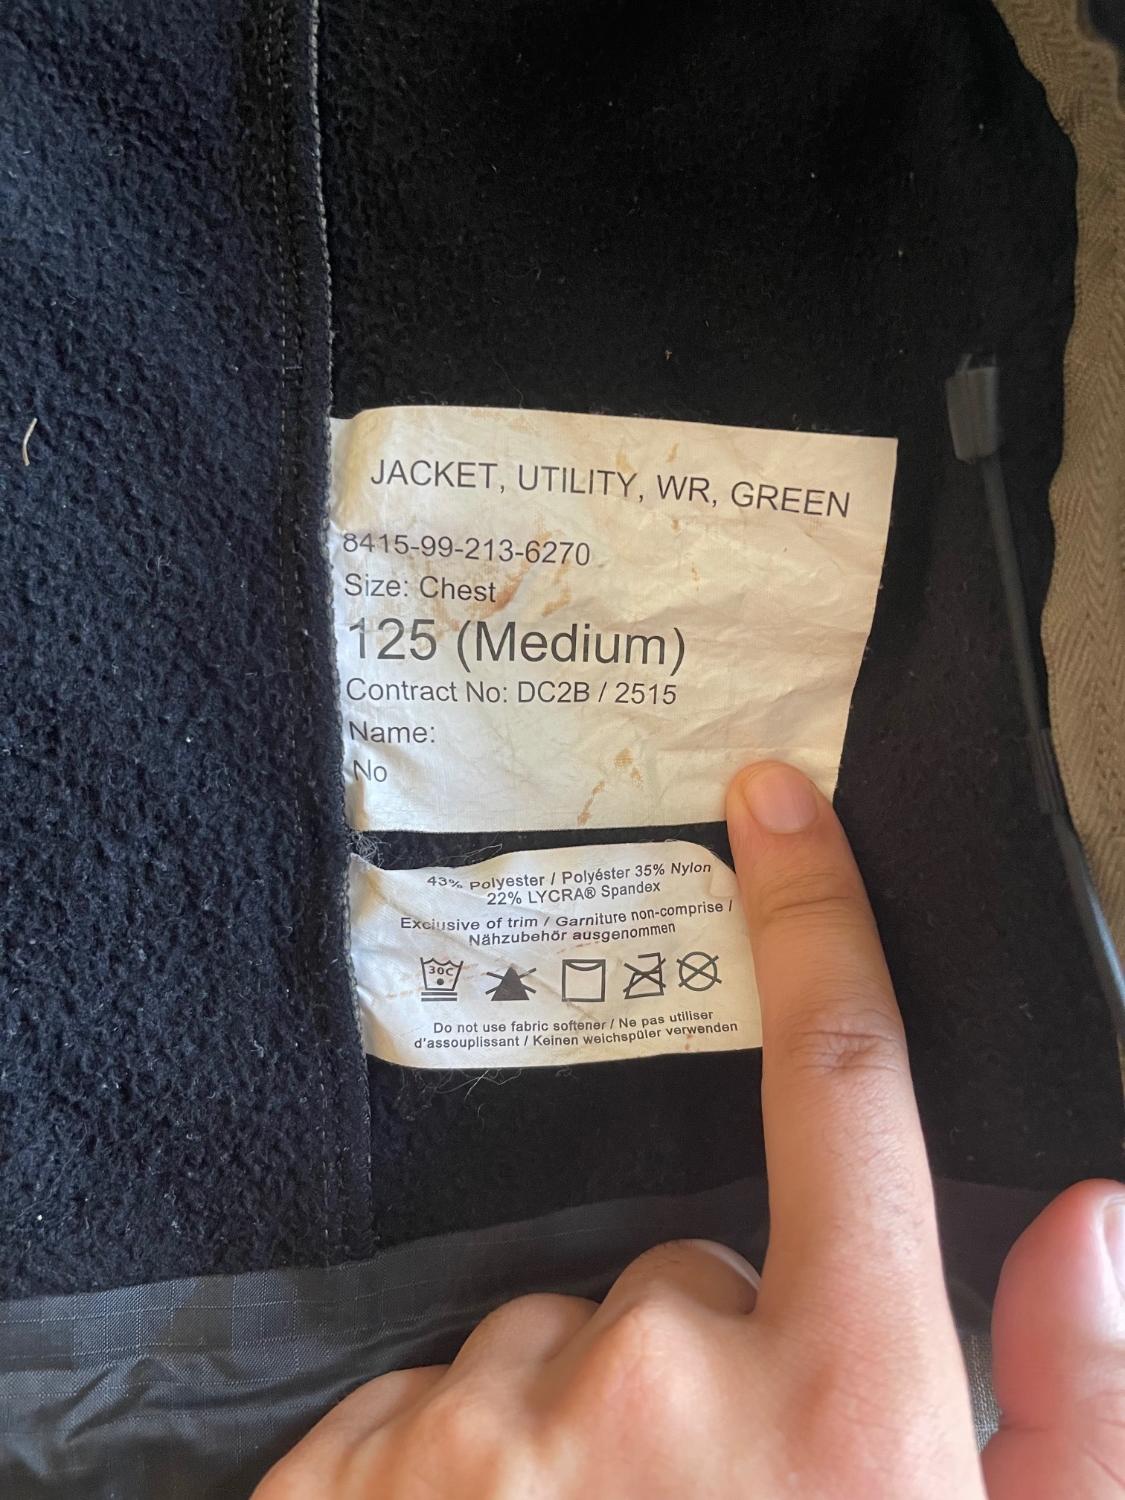 JACKET, UTILITY, WR, GREEN
8415-99-213-6270
Size: Chest
125 (Medium)
Contract No: DC2B / 2515
Name:
No
43% Polyester / Polyéster 35% Nylon
22% LYCRA® Spandex
Exclusive of trim / Garniture non-comprise /
Nähzubehör ausgenommen
30C
Do not use fabric softener / Ne pas utiliser
d'assouplissant / Keinen weichspüler verwenden